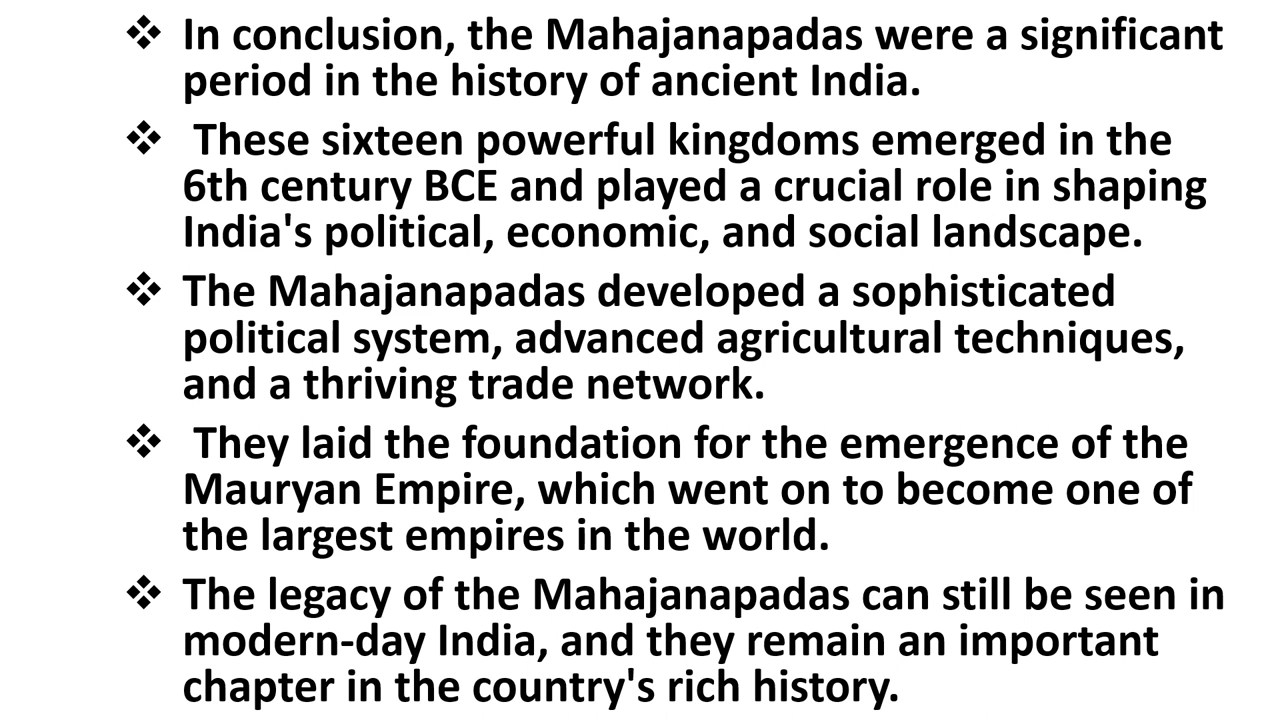 ❖ In conclusion, the Mahajanapadas were a significant
period in the history of ancient India.
❖ These sixteen powerful kingdoms emerged in the
6th century BCE and played a crucial role in shaping
India's political, economic, and social landscape.
❖ The Mahajanapadas developed a sophisticated
political system, advanced agricultural techniques,
and a thriving trade network.
❖ They laid the foundation for the emergence of the
Mauryan Empire, which went on to become one of
the largest empires in the world.
❖ The legacy of the Mahajanapadas can still be seen in
modern-day India, and they remain an important
chapter in the country's rich history.